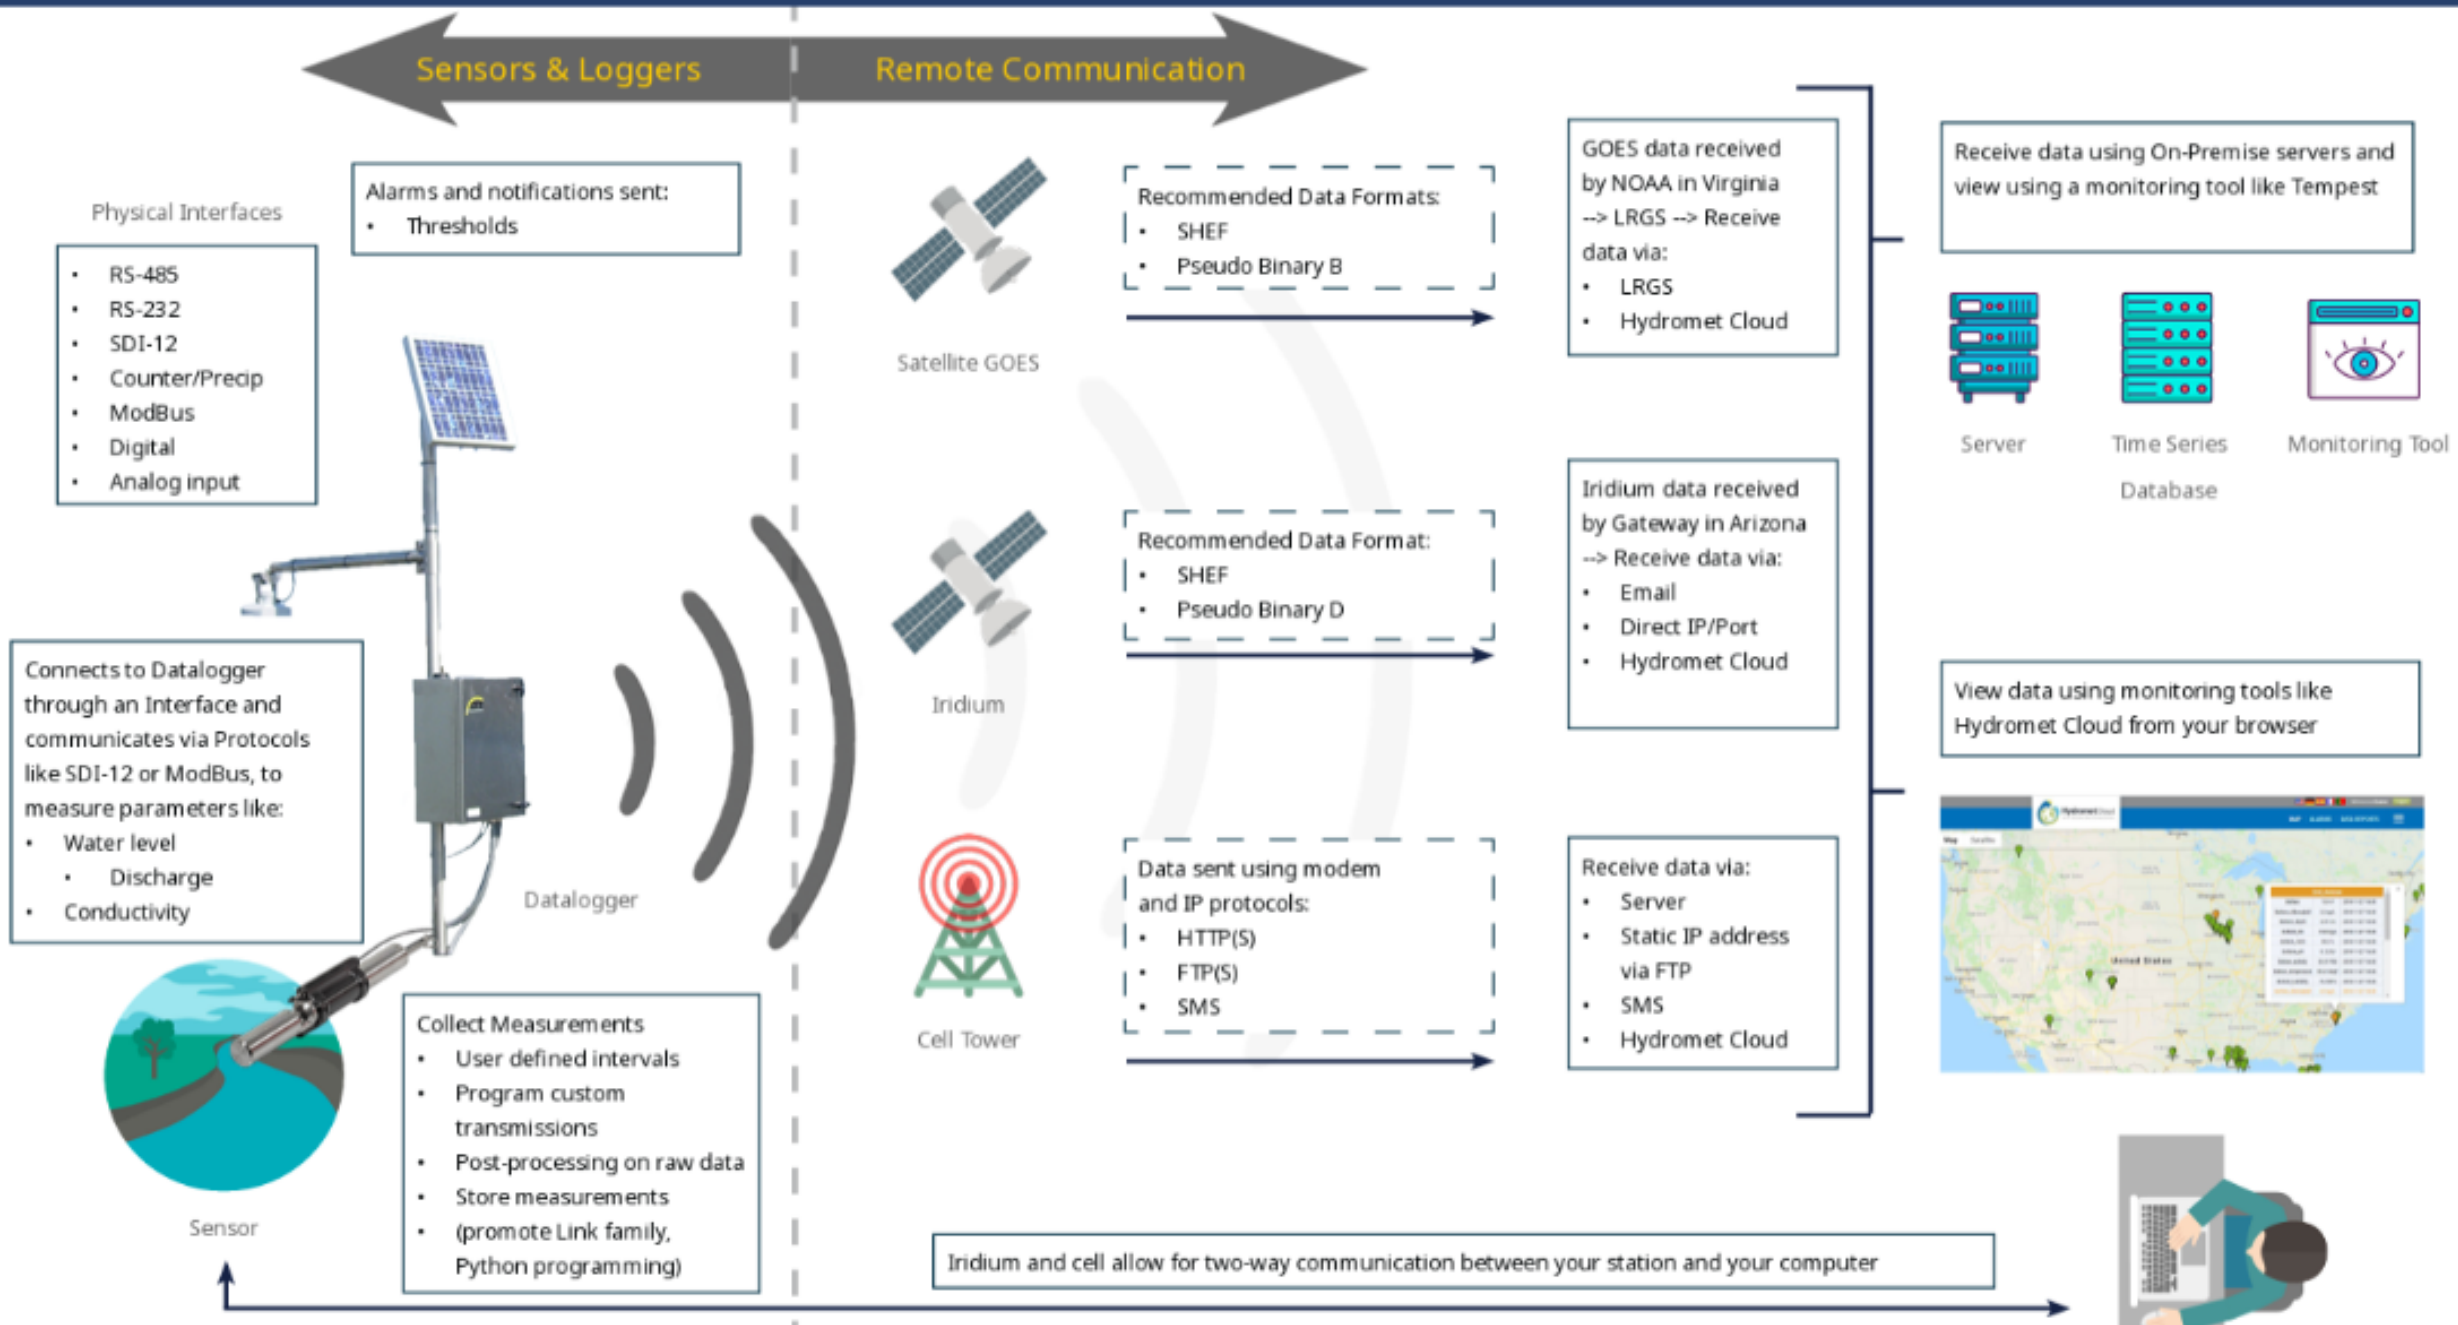 Sensors & Loggers
Remote Communication
Physical Interfaces
• RS-485
• RS-232
• SDI-12
• Counter/Precip
• ModBus
• Digital
• Analog input
Alarms and notifications sent:
• Thresholds
Connects to Datalogger
through an Interface and
communicates via Protocols
like SDI-12 or ModBus, to
measure parameters like:
• Water level
• Discharge
• Conductivity
Datalogger
Sensor
Collect Measurements
• User defined intervals
• Program custom
transmissions
• Post-processing on raw data
• Store measurements
• (promote Link family,
Python programming)
Satellite GOES
Recommended Data Formats:
• SHEF
• Pseudo Binary B
GOES data received
by NOAA in Virginia
--> LRGS --> Receive
data via:
• LRGS
• Hydromet Cloud
Iridium
Recommended Data Format:
• SHEF
• Pseudo Binary D
Iridium data received
by Gateway in Arizona
--> Receive data via:
• Email
• Direct IP/Port
• Hydromet Cloud
Cell Tower
Data sent using modem
and IP protocols:
• HTTP(S)
• FTP(S)
• SMS
Receive data via:
• Server
• Static IP address
via FTP
• SMS
• Hydromet Cloud
Receive data using On-Premise servers and
view using a monitoring tool like Tempest
Server
Time Series
Database
Monitoring Tool
View data using monitoring tools like
Hydromet Cloud from your browser
Map
United States
Iridium and cell allow for two-way communication between your station and your computer